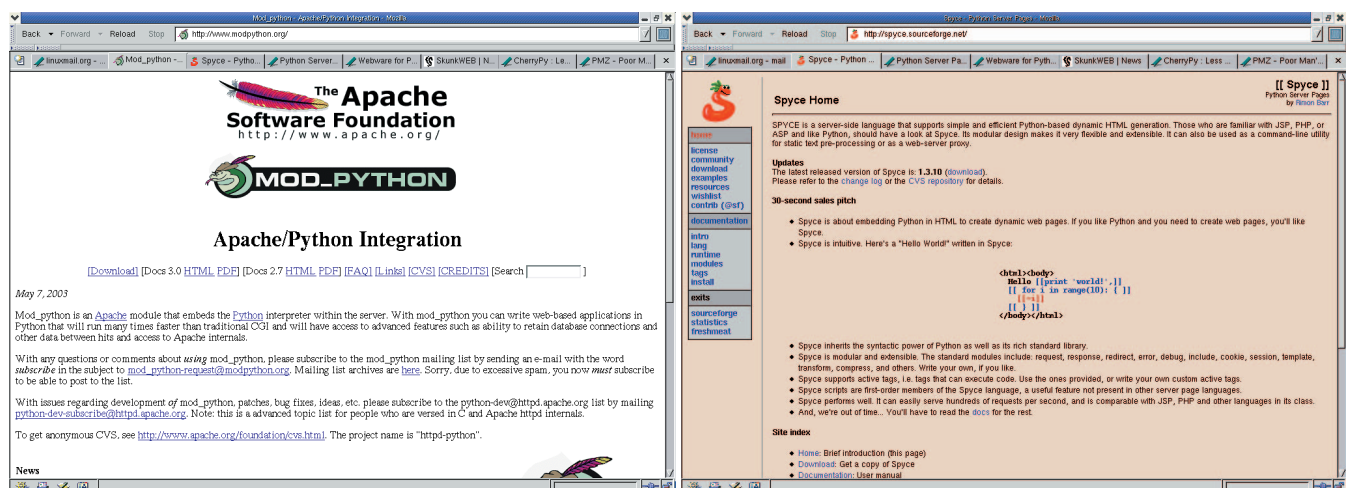 Mod_python - Apache/Python Integration - Mozilla
Back Forward Reload Stop http://www.modpython.org/
linuxmail.org - ... Mod_python -... Spyce - Pytho... Python Server... Webware for P... SkunkWEB | N... CherryPy : Le... PMZ - Poor M...
The Apache
Software Foundation
http://www.apache.org/
MOD_PYTHON
Apache/Python Integration
[Download] [Docs 3.0 HTML PDF] [Docs 2.7 HTML PDF] [FAQ] [Links] [CVS] [CREDITS] [Search ]
May 7, 2003
Mod_python is an Apache module that embeds the Python interpreter within the server. With mod_python you can write web-based applications in
Python that will run many times faster than traditional CGI and will have access to advanced features such as ability to retain database connections and
other data between hits and access to Apache internals.
With any questions or comments about using mod_python, please subscribe to the mod_python mailing list by sending an e-mail with the word
subscribe in the subject to mod_python-request@modpython.org. Mailing list archives are here. Sorry, due to excessive spam, you now must subscribe
to be able to post to the list.
With issues regarding development of mod_python, patches, bug fixes, ideas, etc. please subscribe to the python-dev@httpd.apache.org list by mailing
python-dev-subscribe@httpd.apache.org. Note: this is a advanced topic list for people who are versed in C and Apache httpd internals.
To get anonymous CVS, see http://www.apache.org/foundation/cvs.html. The project name is "httpd-python".
News
Spyce - Python Server Pages - Mozilla
Back Forward Reload Stop http://spyce.sourceforge.net/
linuxmail.org - mail Spyce - Python ... Python Server Pa... Webware for Pyth... SkunkWEB | News CherryPy : Less ... PMZ - Poor Man'...
home
license
community
download
examples
resources
wishlist
contrib (@sf)
documentation
intro
lang
runtime
modules
tags
install
exits
sourceforge
statistics
freshmeat
Spyce Home
[[ Spyce ]]
Python Server Pages
by Rimon Barr
SPYCE is a server-side language that supports simple and efficient Python-based dynamic HTML generation. Those who are familiar with JSP, PHP, or
ASP and like Python, should have a look at Spyce. Its modular design makes it very flexible and extensible. It can also be used as a command-line utility
for static text pre-processing or as a web-server proxy.
Updates
The latest released version of Spyce is: 1.3.10 (download).
Please refer to the change log or the CVS repository for details.
30-second sales pitch
Spyce is about embedding Python in HTML to create dynamic web pages. If you like Python and you need to create web pages, you'll like
Spyce.
Spyce is intuitive. Here's a "Hello World!" written in Spyce:
<html><body>
Hello [[print 'world!',]]
[[ for i in range(10): { ]]
[[=i]]
[[ } ]]
</body></html>
Spyce inherits the syntactic power of Python as well as its rich standard library.
Spyce is modular and extensible. The standard modules include: request, response, redirect, error, debug, include, cookie, session, template,
transform, compress, and others. Write your own, if you like.
Spyce supports active tags, i.e. tags that can execute code. Use the ones provided, or write your own custom active tags.
Spyce scripts are first-order members of the Spyce language, a useful feature not present in other server page languages.
Spyce performs well. It can easily serve hundreds of requests per second, and is comparable with JSP, PHP and other languages in its class.
And, we're out of time... You'll have to read the docs for the rest.
Site index
Home: Brief introduction (this page)
Download: Get a copy of Spyce
Documentation: User manual